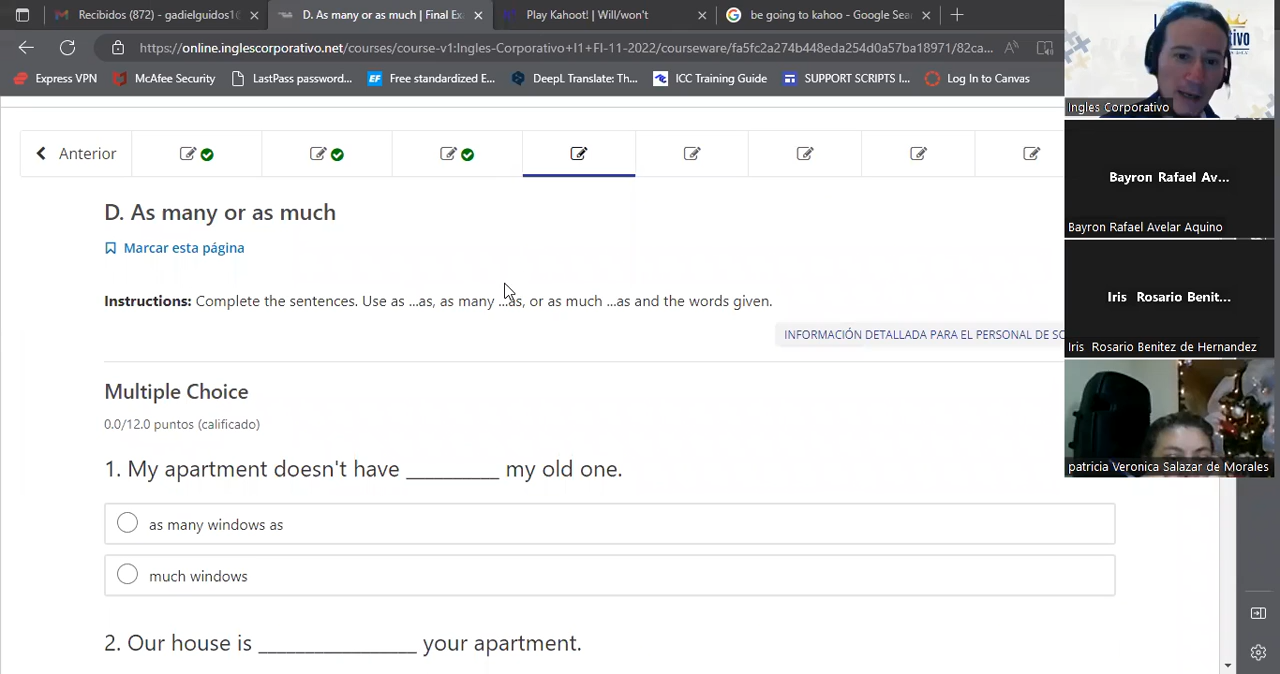 Recibidos (872) - gadielguidos1(
D. As many or as much | Final Ex
Play Kahoot! | Will/won't
be going to kahoo - Google Sea
https://online.inglescorporativo.net/courses/course-v1:Ingles-Corporativo+I1+FI-11-2022/courseware/fa5fc2a274b448eda254d0a57ba18971/82ca...
Express VPN
McAfee Security
LastPass password...
Free standardized E...
DeepL Translate: Th...
ICC Training Guide
SUPPORT SCRIPTS I...
Log In to Canvas
Anterior
D. As many or as much
Marcar esta página
Instructions: Complete the sentences. Use as ...as, as many ...as, or as much ...as and the words given.
INFORMACIÓN DETALLADA PARA EL PERSONAL DE SO
Multiple Choice
0.0/12.0 puntos (calificado)
1. My apartment doesn't have __________ my old one.
as many windows as
much windows
2. Our house is _________________ your apartment.
Ingles Corporativo
Bayron Rafael Av...
Bayron Rafael Avelar Aquino
Iris Rosario Benit...
Iris Rosario Benitez de Hernandez
patricia Veronica Salazar de Morales